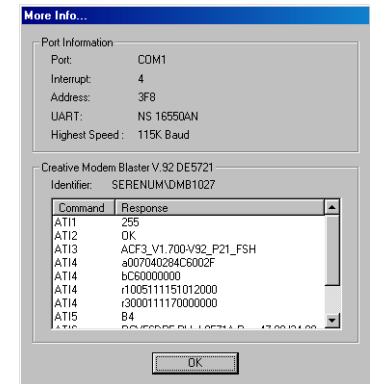 More Info...
Port Information
Port: COM1
Interrupt: 4
Address: 3F8
UART: NS 16550AN
Highest Speed : 115K Baud
Creative Modem Blaster V.92 DE5721
Identifier: SERENUM\DMB1027
Command Response
ATI1 255
ATI2 OK
ATI3 ACF3_V1.700-V92_P21_FSH
ATI4 a007040284C6002F
ATI4 bC60000000
ATI4 r1005111151012000
ATI4 r3000111170000000
ATI5 B4
OK